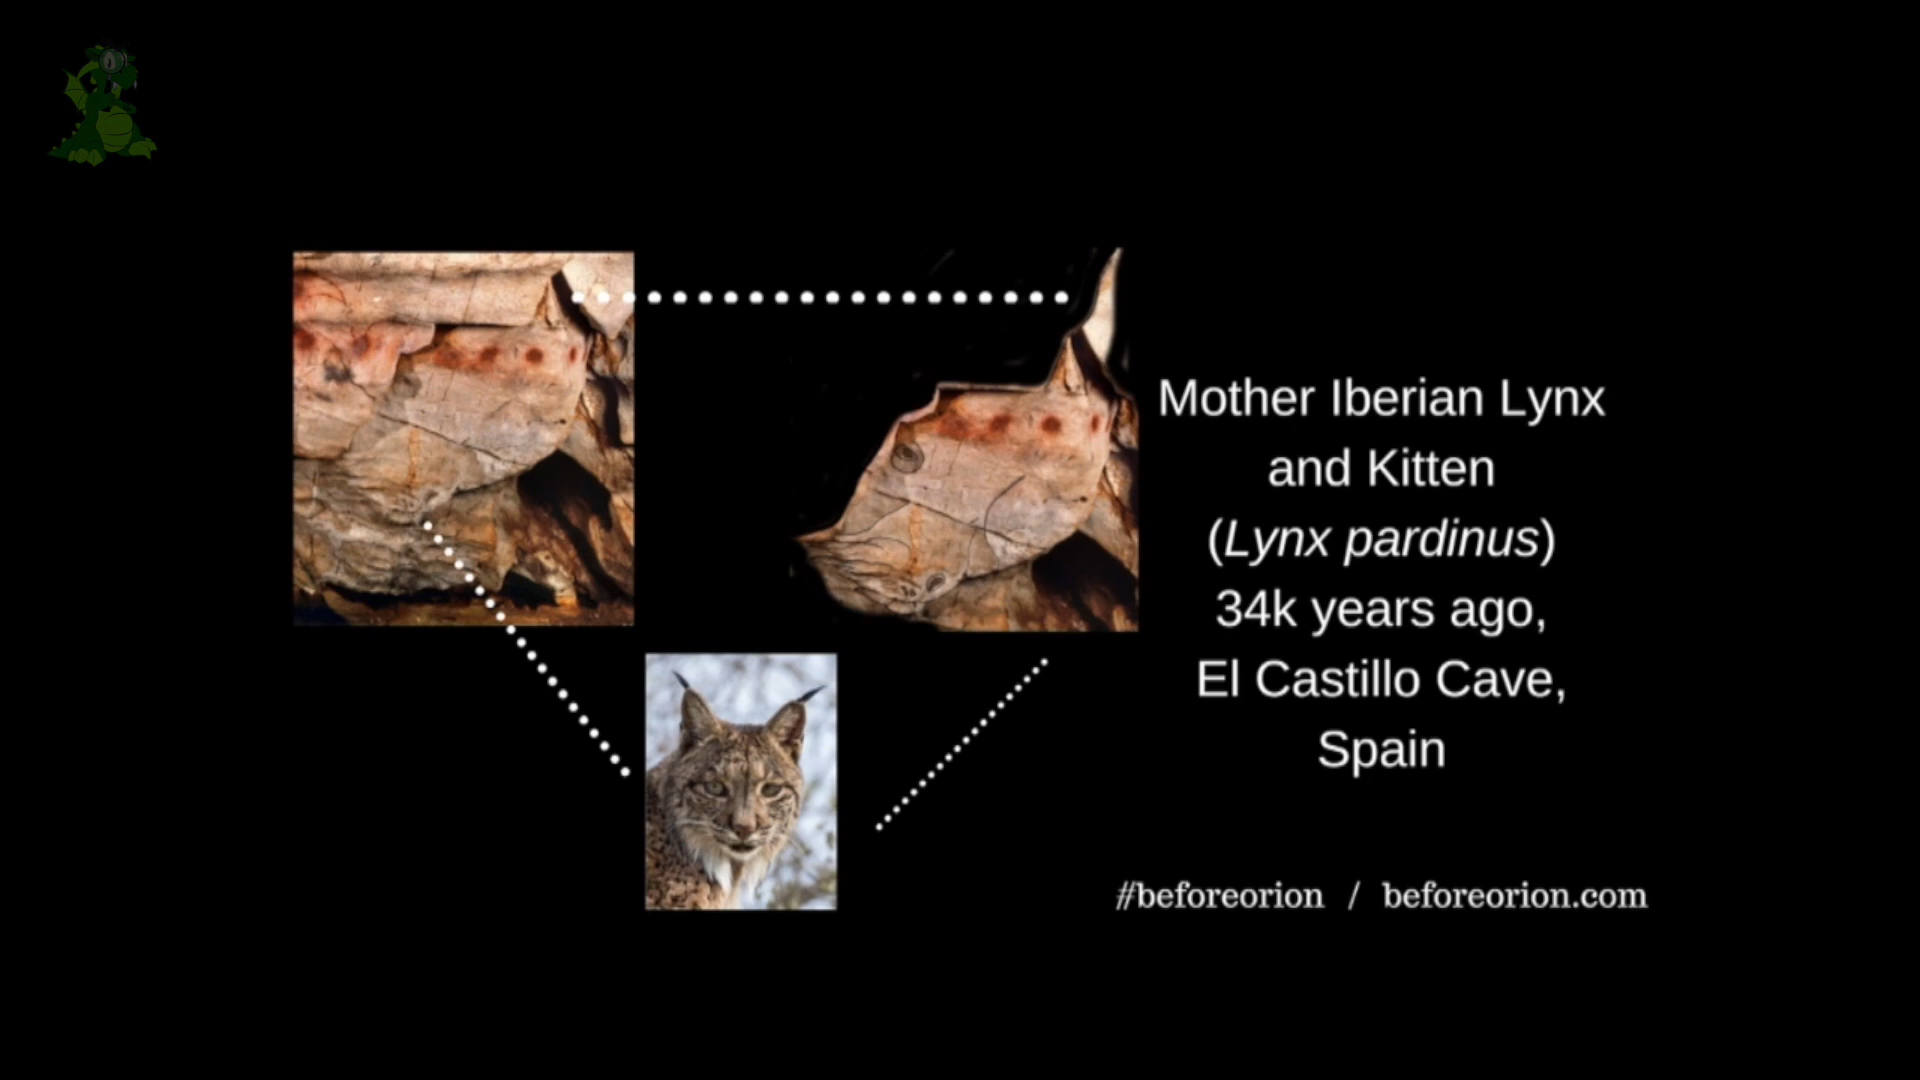 Mother Iberian Lynx
and Kitten
(Lynx pardinus)
34k years ago,
El Castillo Cave,
Spain
#beforeorion / beforeorion.com